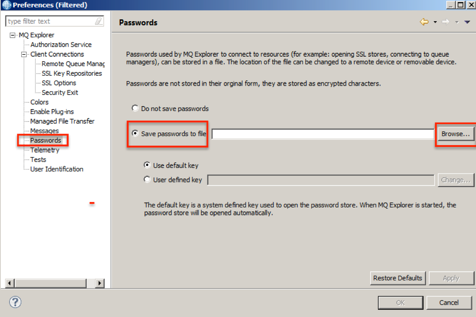 Preferences (Filtered)
type filter text
Passwords
MQ Explorer
Authorization Service
Client Connections
Remote Queue Manag
SSL Key Repositories
SSL Options
Security Exit
Colors
Enable Plug-ins
Managed File Transfer
Messages
Passwords
Telemetry
Tests
User Identification
Passwords used by MQ Explorer to connect to resources (for example: opening SSL stores, connecting to queue
managers), can be stored in a file. The location of the file can be changed to a remote device or removable device.
Passwords are not stored in their orginal form, they are stored as encrypted characters.
Do not save passwords
Save passwords to file
Browse...
Use default key
User defined key
Change...
The default key is a system defined key used to open the password store. When MQ Explorer is started, the
password store will be opened automatically.
Restore Defaults
Apply
?
OK
Cancel